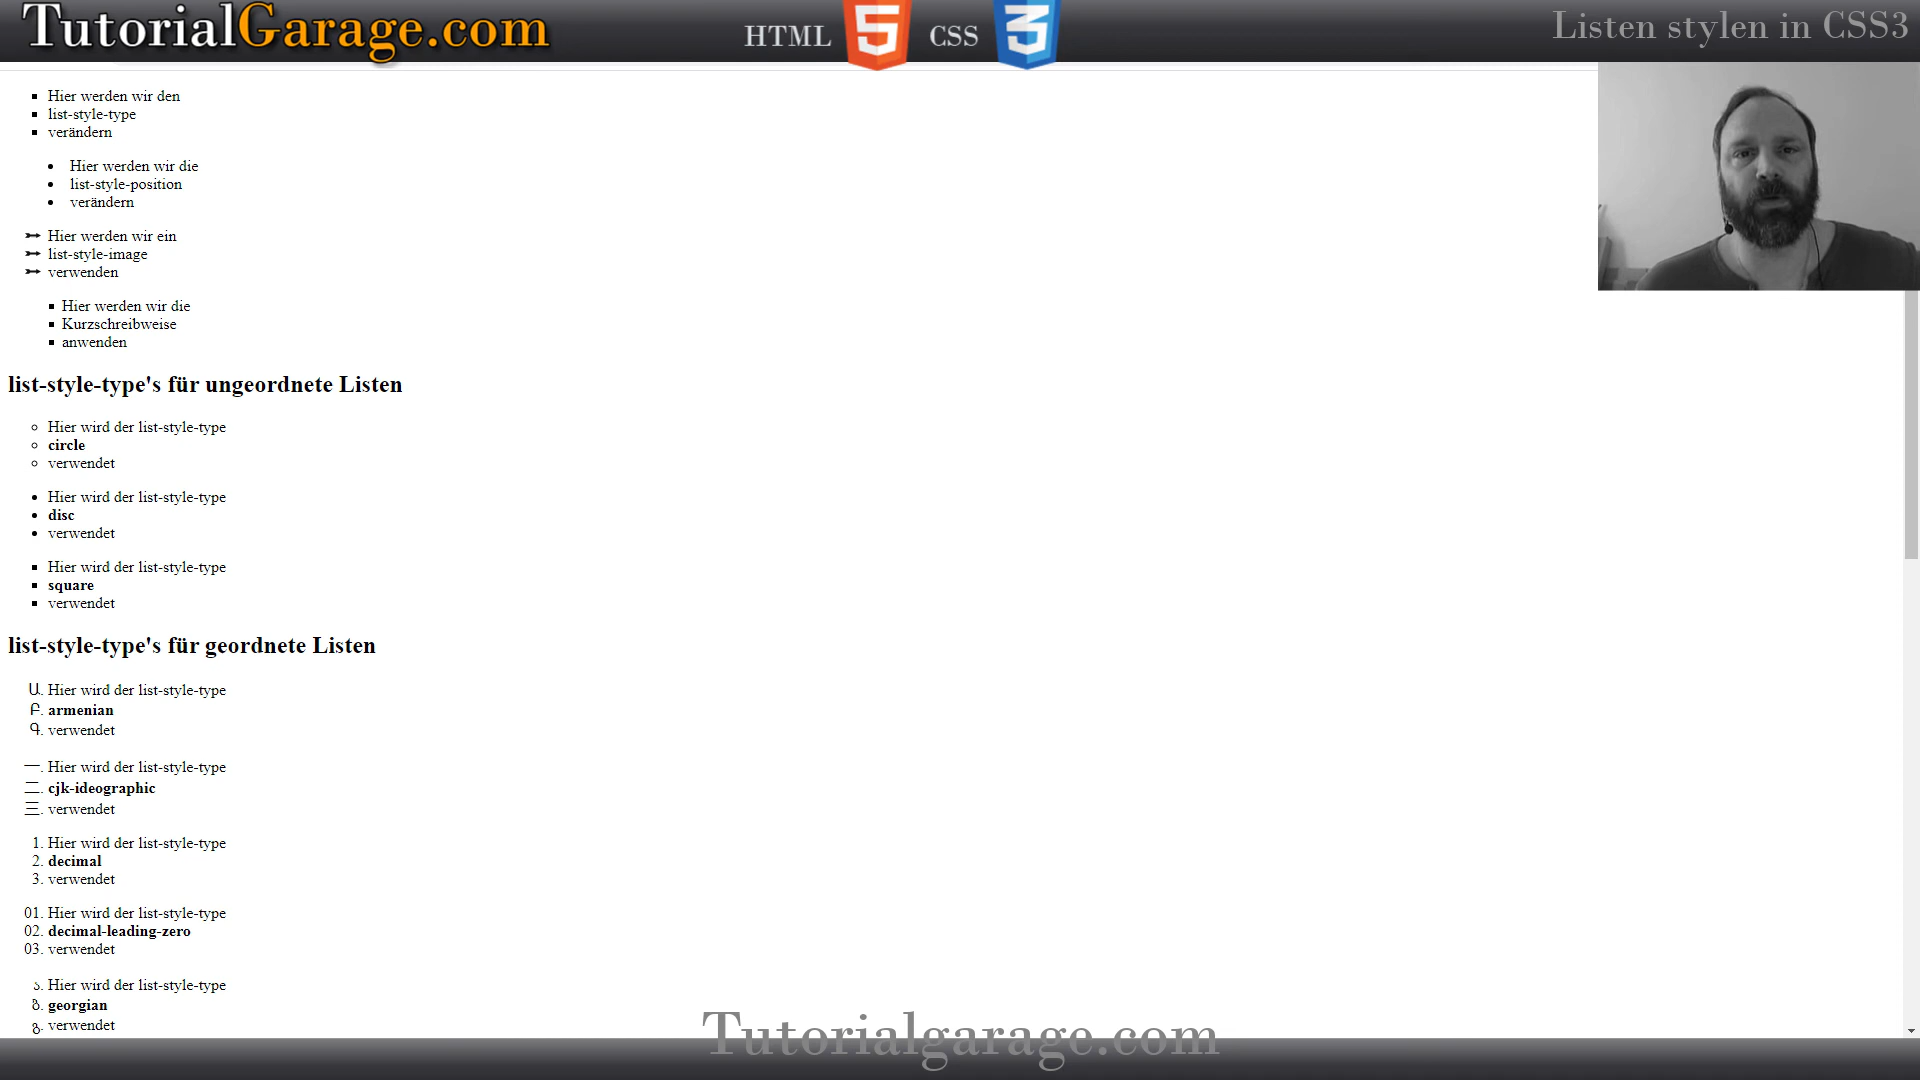 TutorialGarage.com
HTML 5 CSS 3
Listen stylen in CSS3
▪ Hier werden wir den
▪ list-style-type
▪ verändern
• Hier werden wir die
• list-style-position
• verändern
➳ Hier werden wir ein
➳ list-style-image
➳ verwenden
▪ Hier werden wir die
▪ Kurzschreibweise
▪ anwenden
list-style-type's für ungeordnete Listen
◦ Hier wird der list-style-type
◦ circle
◦ verwendet
• Hier wird der list-style-type
• disc
• verwendet
▪ Hier wird der list-style-type
▪ square
▪ verwendet
list-style-type's für geordnete Listen
Ա. Hier wird der list-style-type
Բ. armenian
Գ. verwendet
一. Hier wird der list-style-type
二. cjk-ideographic
三. verwendet
1. Hier wird der list-style-type
2. decimal
3. verwendet
01. Hier wird der list-style-type
02. decimal-leading-zero
03. verwendet
ა. Hier wird der list-style-type
ბ. georgian
გ. verwendet
Tutorialgarage.com